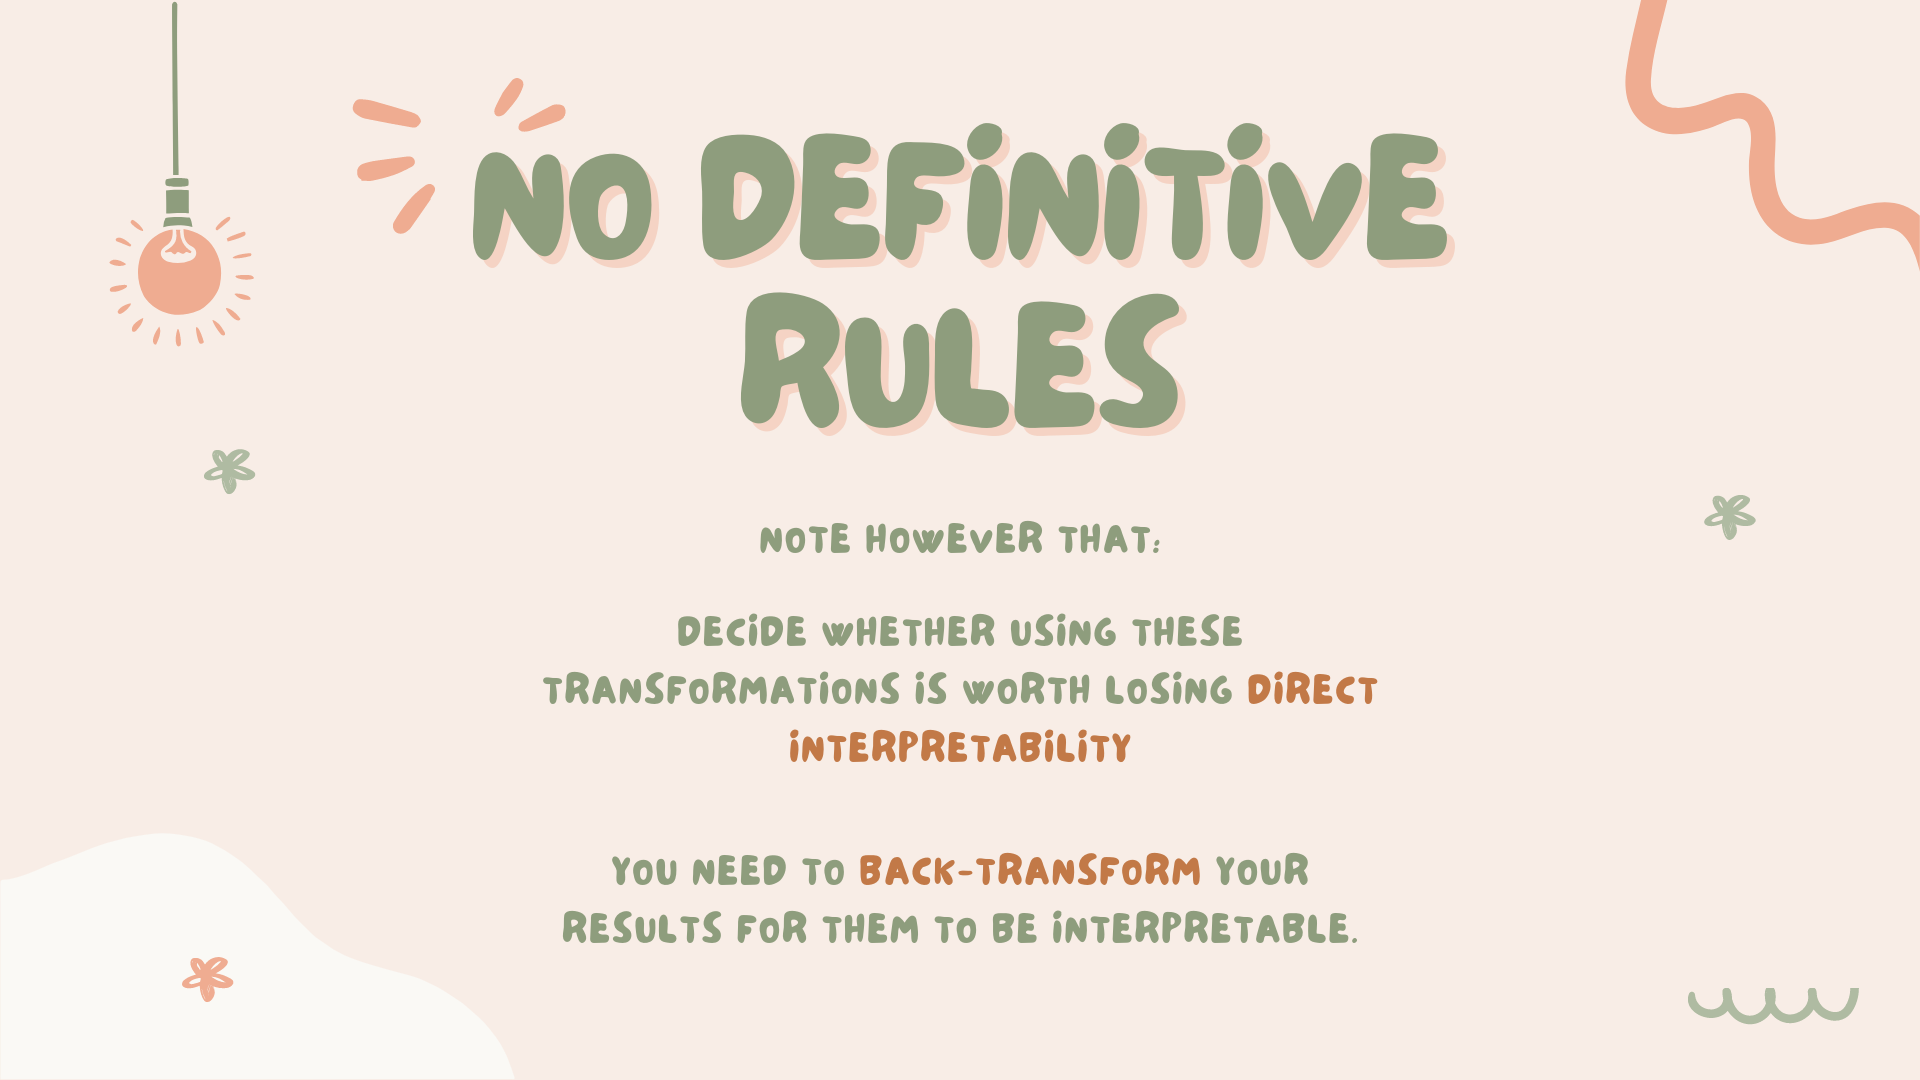 NO DEFINITIVE
RULES
NOTE HOWEVER THAT:
DECIDE WHETHER USING THESE
TRANSFORMATIONS IS WORTH LOSING DIRECT
INTERPRETABILITY
YOU NEED TO BACK-TRANSFORM YOUR
RESULTS FOR THEM TO BE INTERPRETABLE.